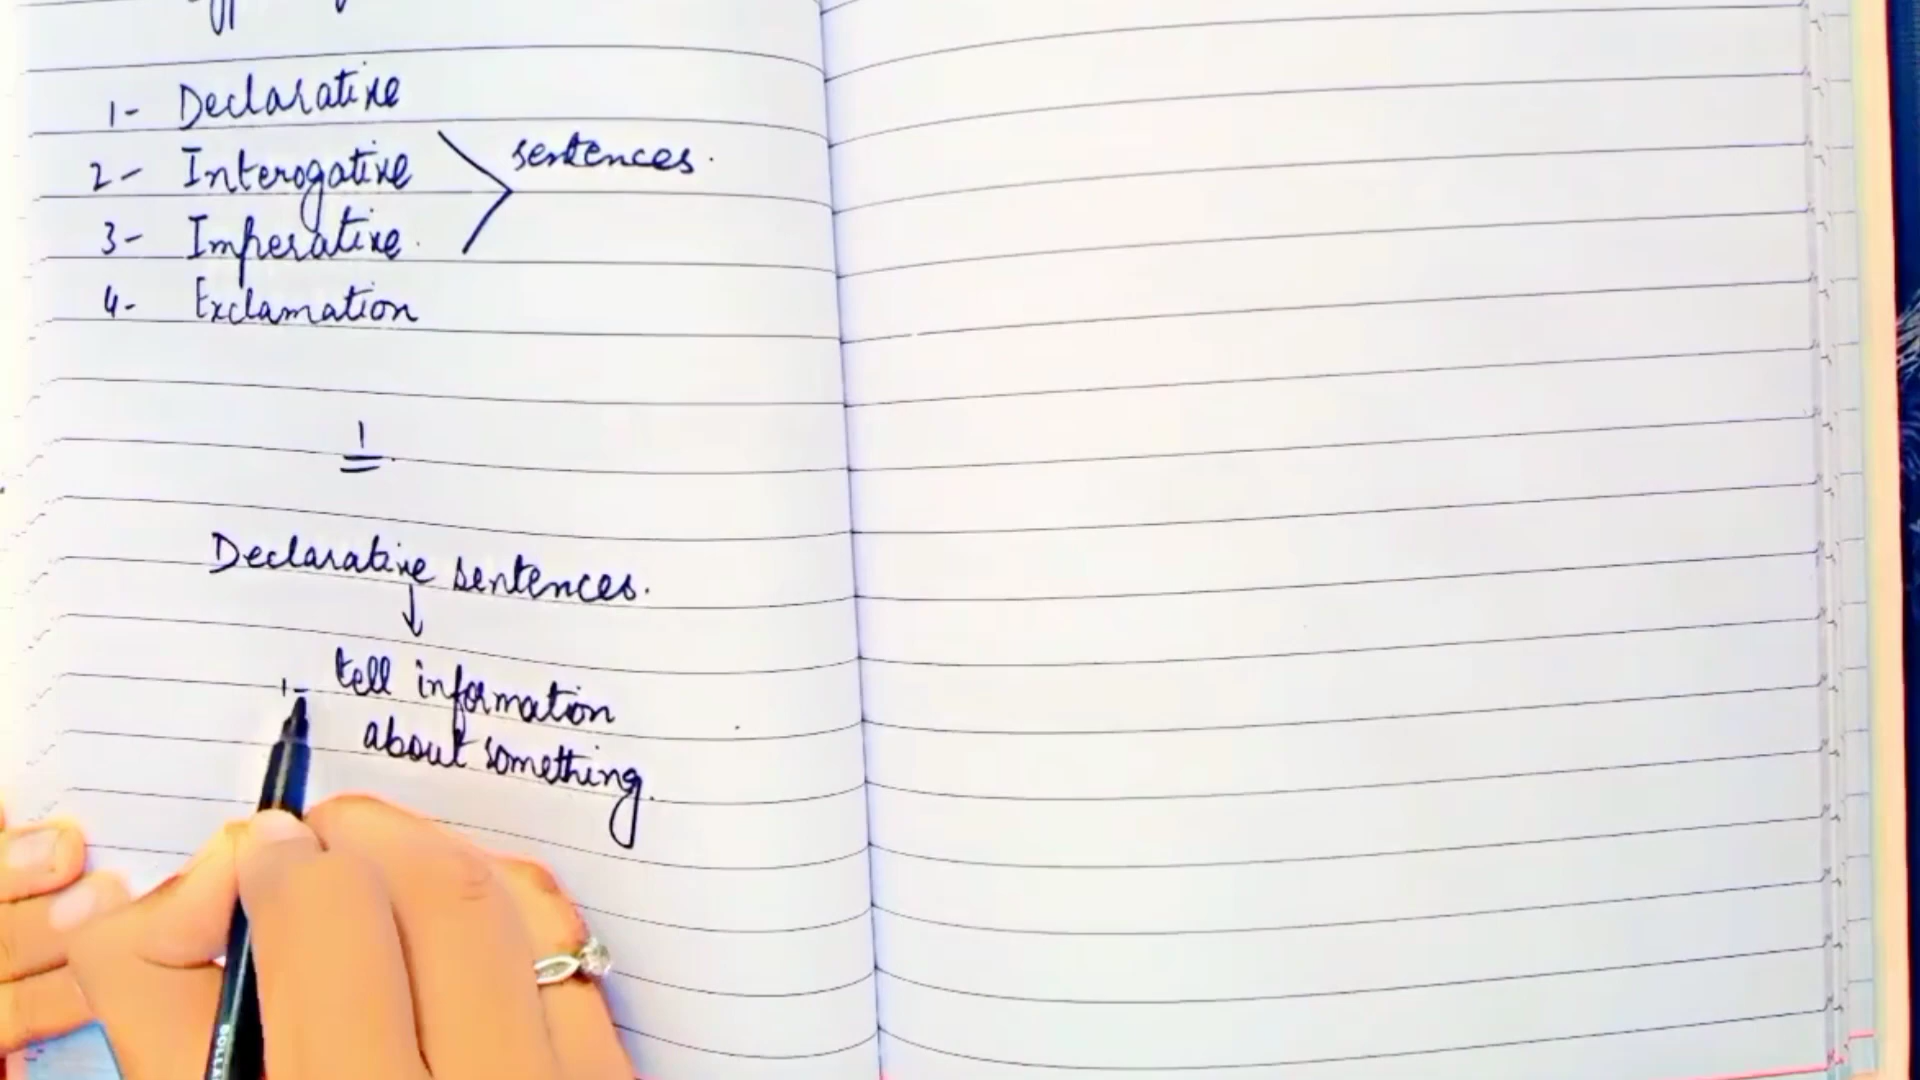 1- Declarative
2- Interogative
sentences.
3- Imperative.
4- Exclamation
1
Declarative sentences.
↓
1- tell information
about something.